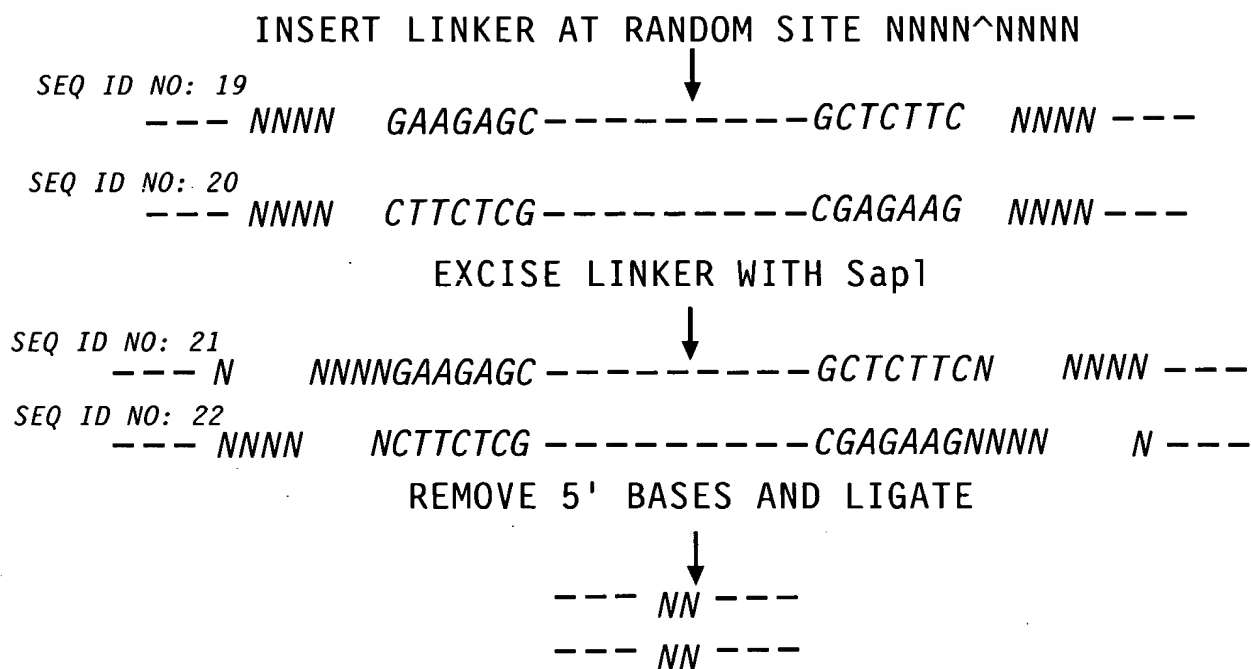 INSERT LINKER AT RANDOM SITE NNNN^NNNN
SEQ ID NO: 19
--- NNNN GAAGAGC---------GCTCTTC NNNN ---
SEQ ID NO: 20
--- NNNN CTTCTCG---------CGAGAAG NNNN ---
EXCISE LINKER WITH Sap1
SEQ ID NO: 21
--- N NNNNGAAGAGC---------GCTCTTCN NNNN ---
SEQ ID NO: 22
--- NNNN NCTTCTCG---------CGAGAAGNNNN N ---
REMOVE 5' BASES AND LIGATE
--- NN ---
--- NN ---